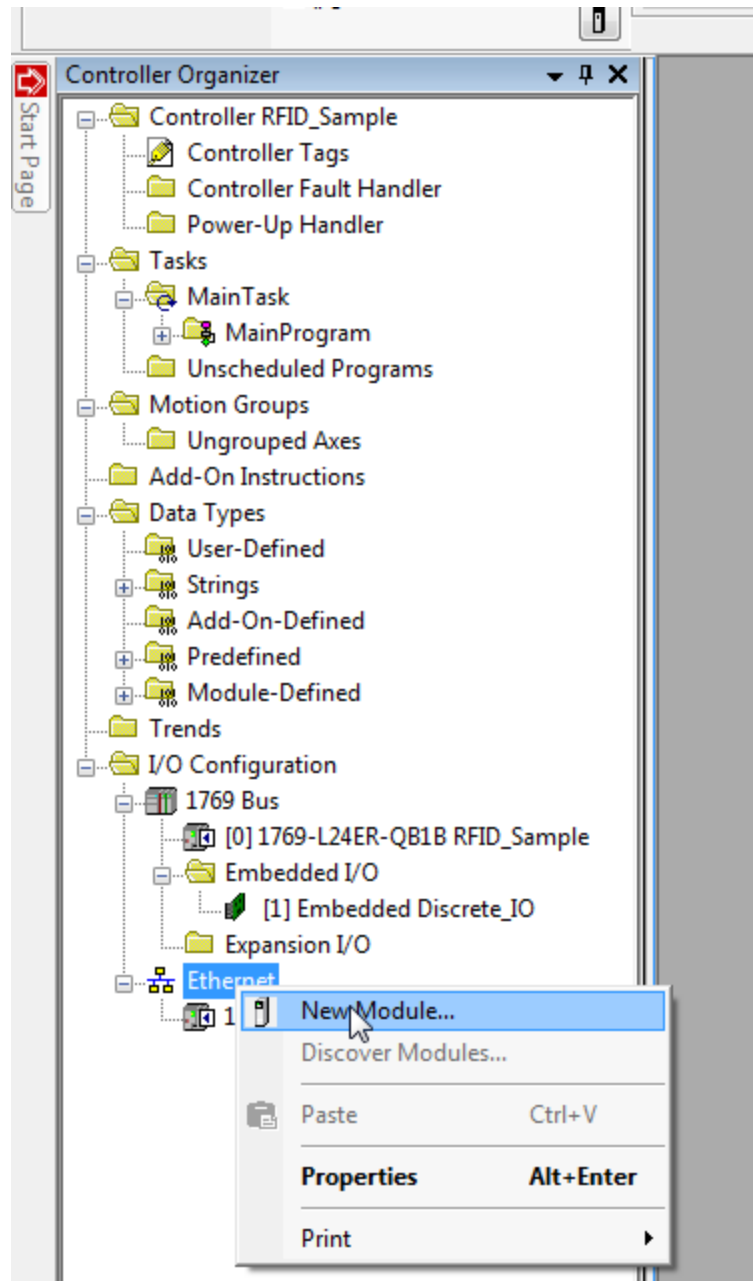 Controller Organizer
Start Page
Controller RFID_Sample
Controller Tags
Controller Fault Handler
Power-Up Handler
Tasks
MainTask
MainProgram
Unscheduled Programs
Motion Groups
Ungrouped Axes
Add-On Instructions
Data Types
User-Defined
Strings
Add-On-Defined
Predefined
Module-Defined
Trends
I/O Configuration
1769 Bus
[0] 1769-L24ER-QB1B RFID_Sample
Embedded I/O
[1] Embedded Discrete_IO
Expansion I/O
Ethernet
1
New Module...
Discover Modules...
Paste Ctrl+V
Properties Alt+Enter
Print